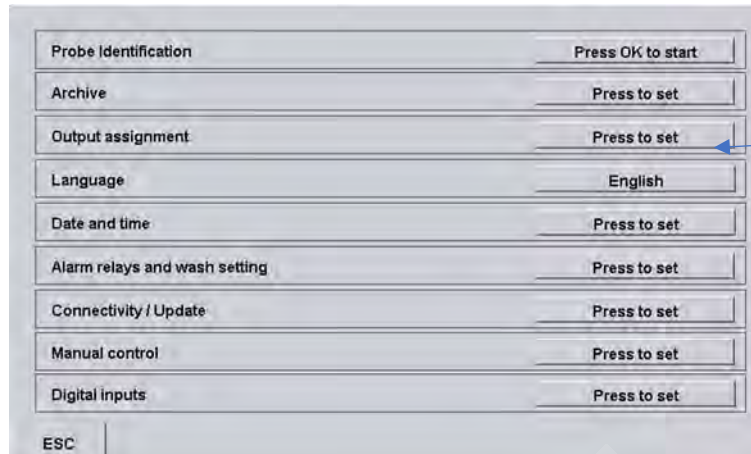 Probe Identification Press OK to start
Archive Press to set
Output assignment Press to set
Language English
Date and time Press to set
Alarm relays and wash setting Press to set
Connectivity / Update Press to set
Manual control Press to set
Digital inputs Press to set
ESC